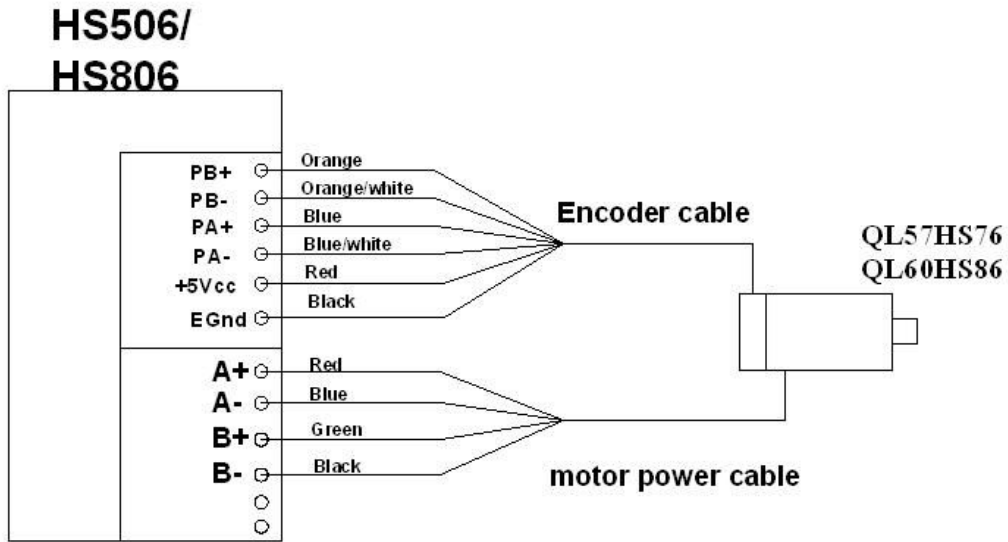 HS506/
HS806
PB+ Orange
PB- Orange/white
PA+ Blue
PA- Blue/white
+5Vcc Red
EGnd Black
Encoder cable
QL57HS76
QL60HS86
A+ Red
A- Blue
B+ Green
B- Black
motor power cable